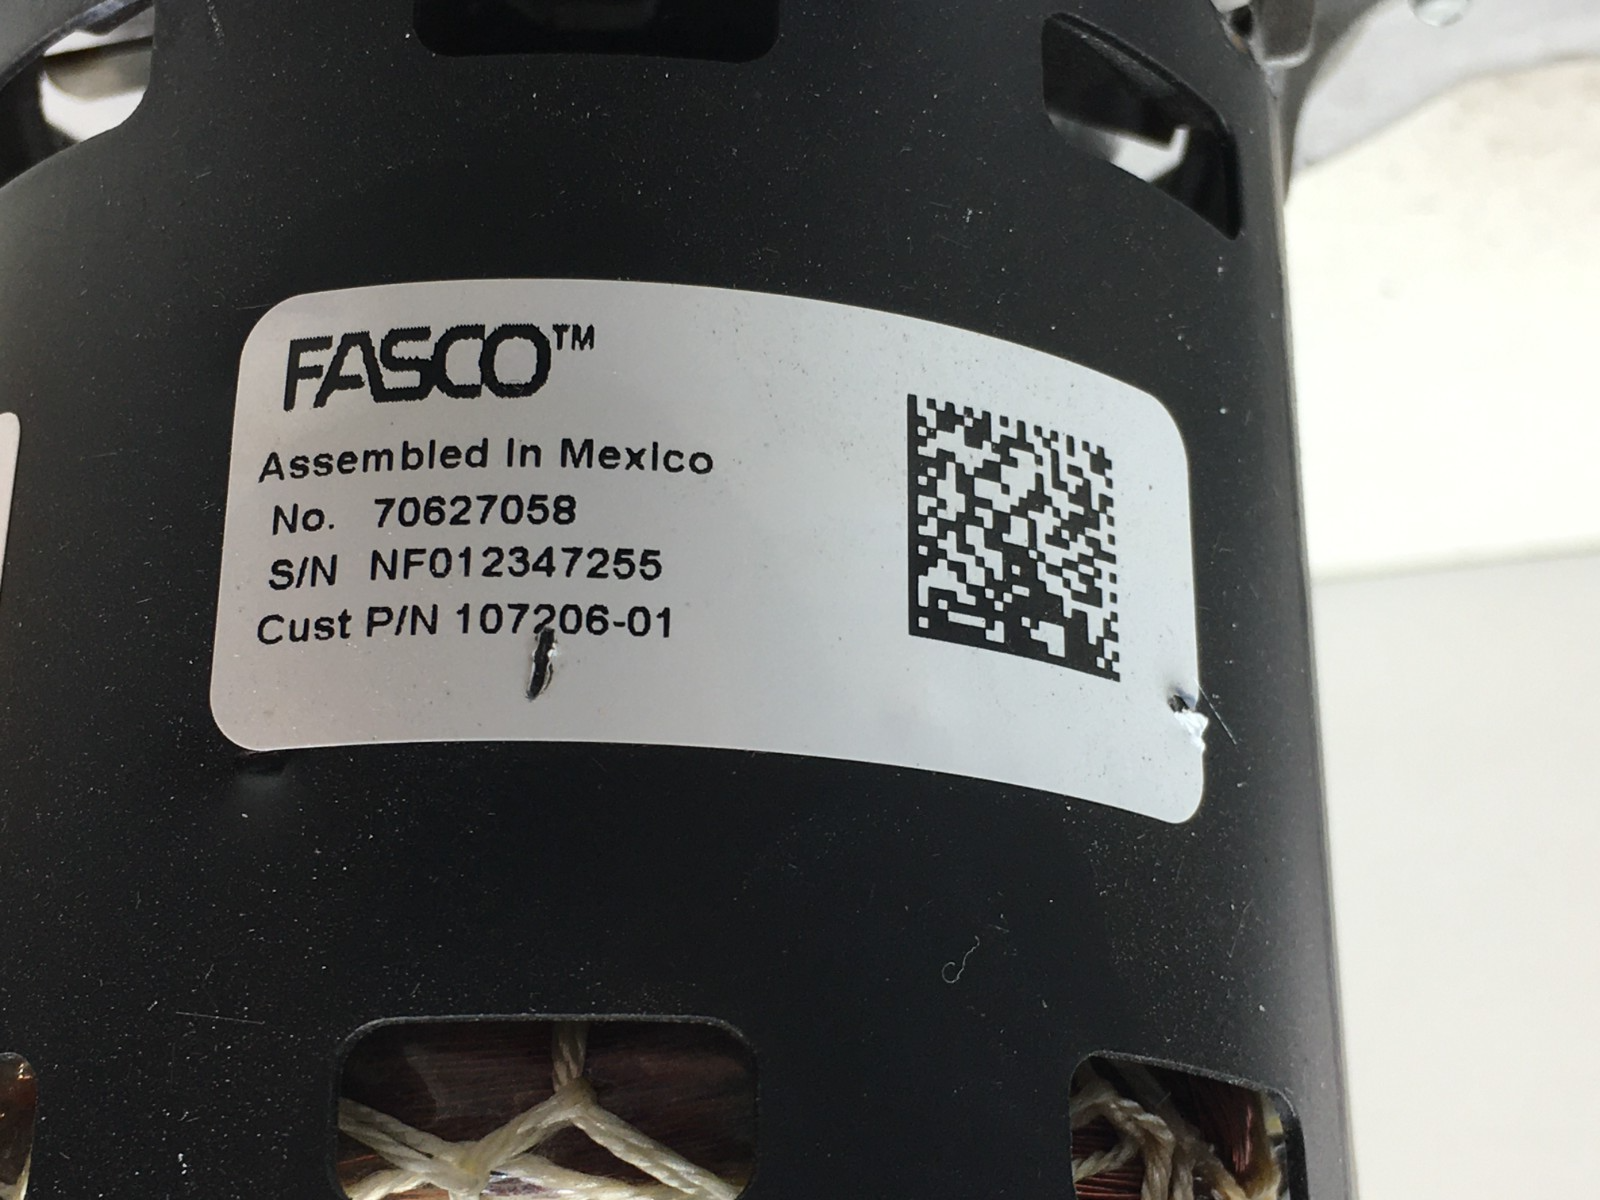 FASCO™
Assembled In Mexico
No. 70627058
S/N NF012347255
Cust P/N 107206-01